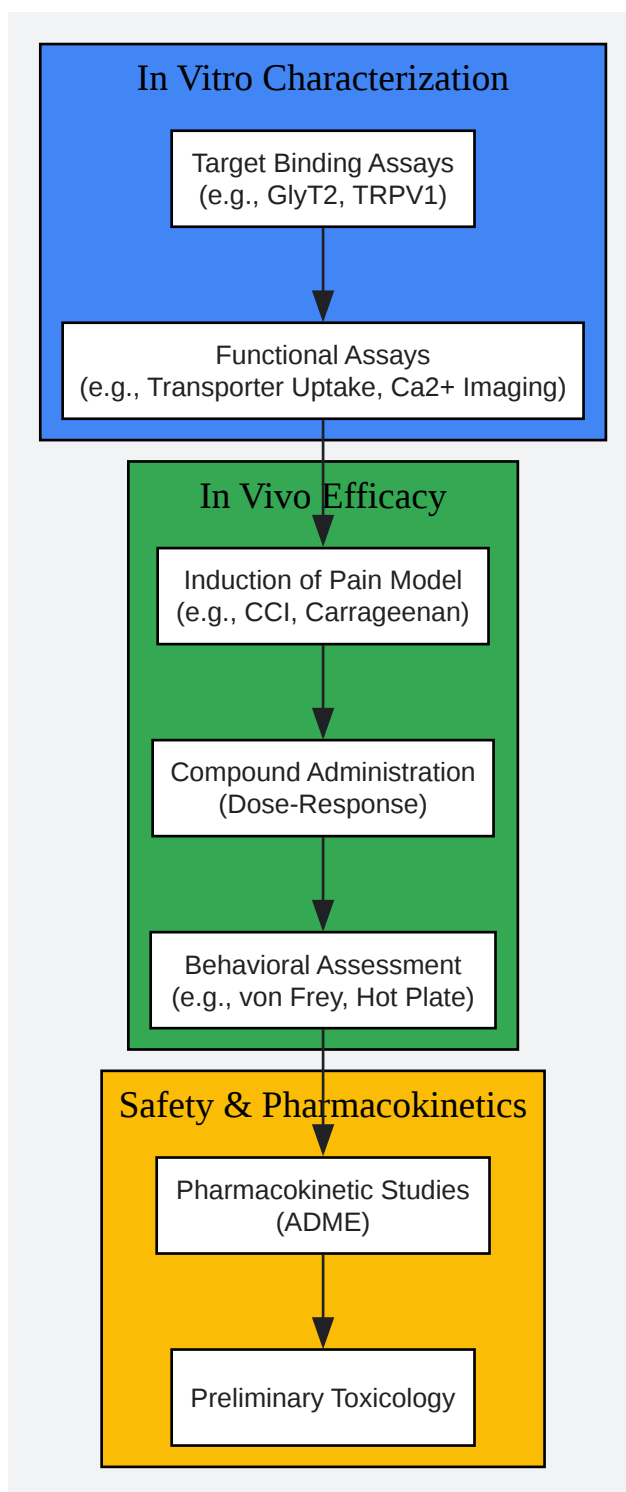 In Vitro Characterization
Target Binding Assays
(e.g., GlyT2, TRPV1)
Functional Assays
(e.g., Transporter Uptake, Ca2+ Imaging)
In Vivo Efficacy
Induction of Pain Model
(e.g., CCI, Carrageenan)
Compound Administration
(Dose-Response)
Behavioral Assessment
(e.g., von Frey, Hot Plate)
Safety & Pharmacokinetics
Pharmacokinetic Studies
(ADME)
Preliminary Toxicology